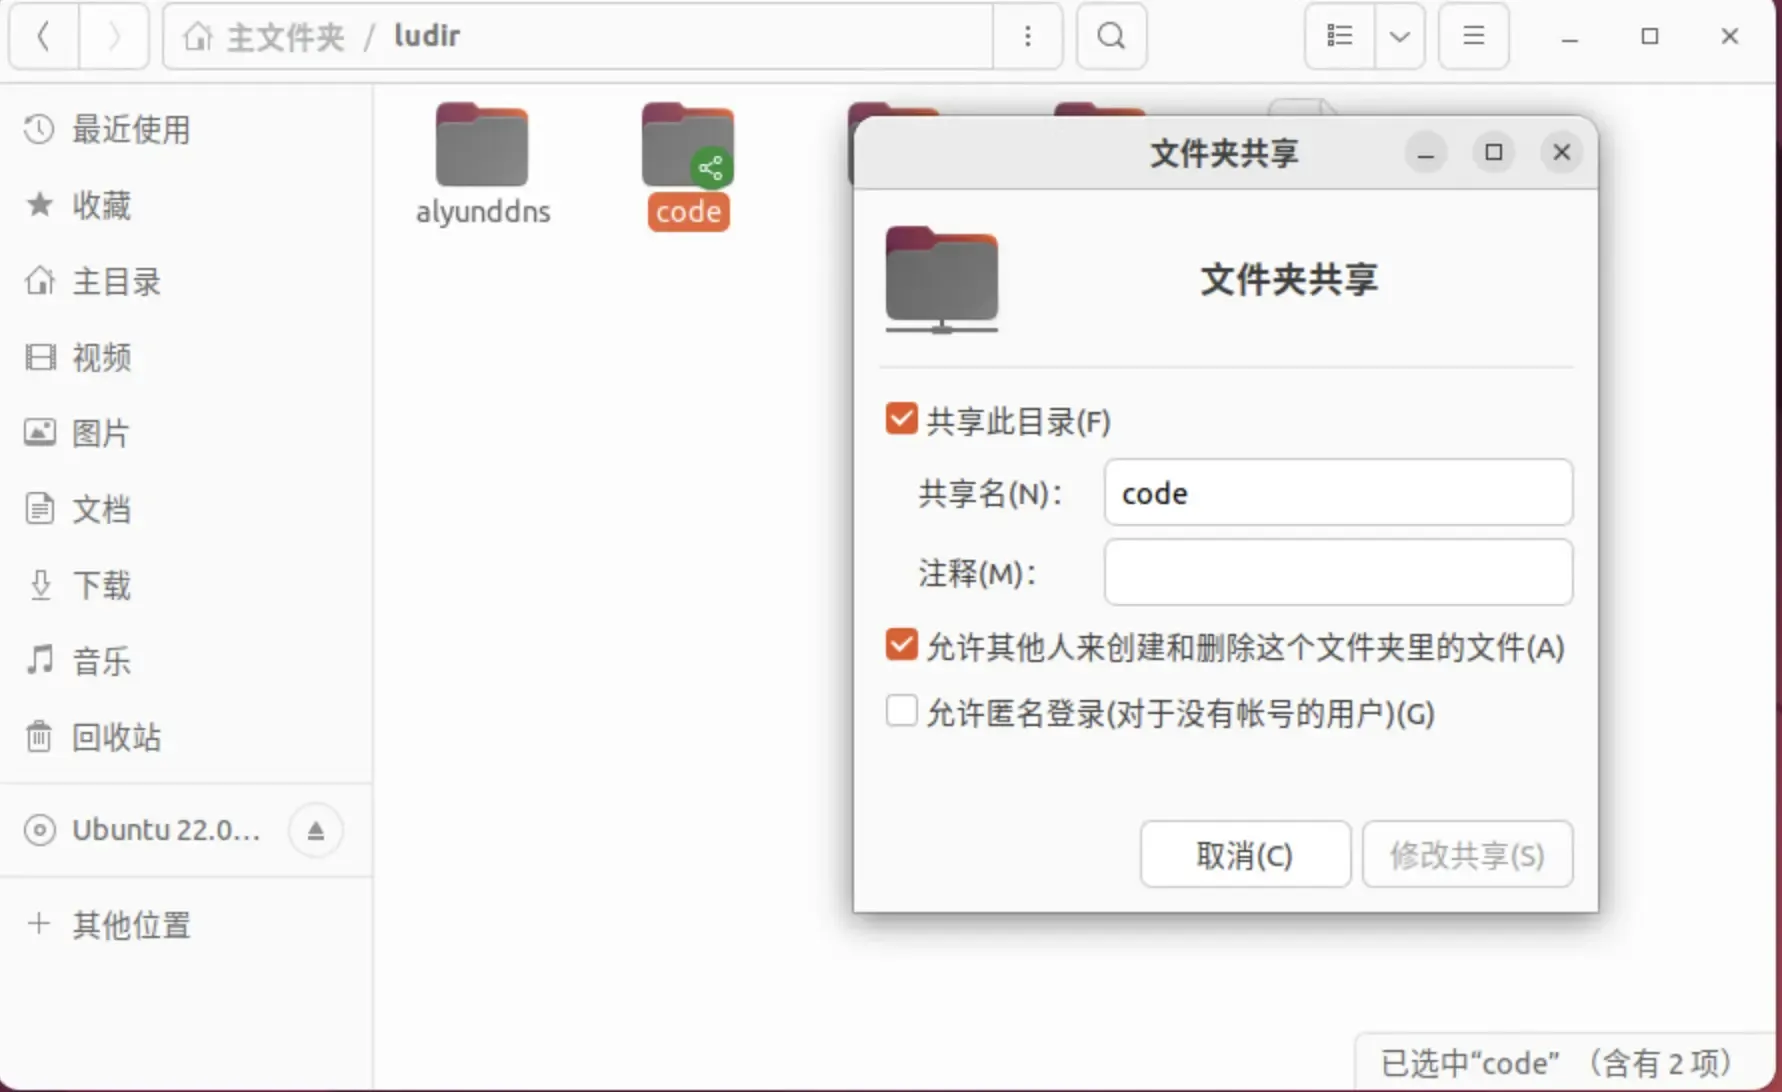 主文件夹 / ludir
最近使用
收藏
主目录
视频
图片
文档
下载
音乐
回收站
Ubuntu 22.0...
其他位置
alyunddns
code
文件夹共享
文件夹共享
共享此目录(F)
共享名(N)：
code
注释(M)：
允许其他人来创建和删除这个文件夹里的文件(A)
允许匿名登录(对于没有帐号的用户)(G)
取消(C)
修改共享(S)
已选中“code” （含有 2 项）